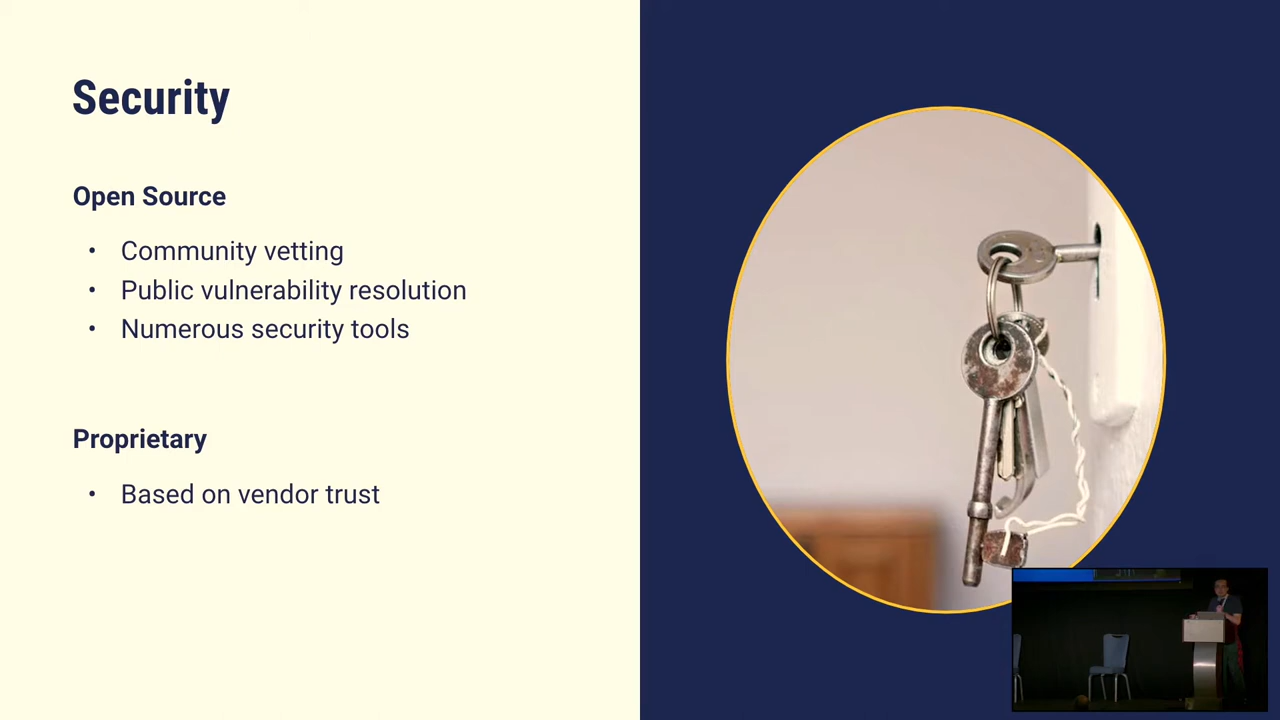 Security
Open Source
• Community vetting
• Public vulnerability resolution
• Numerous security tools
Proprietary
• Based on vendor trust